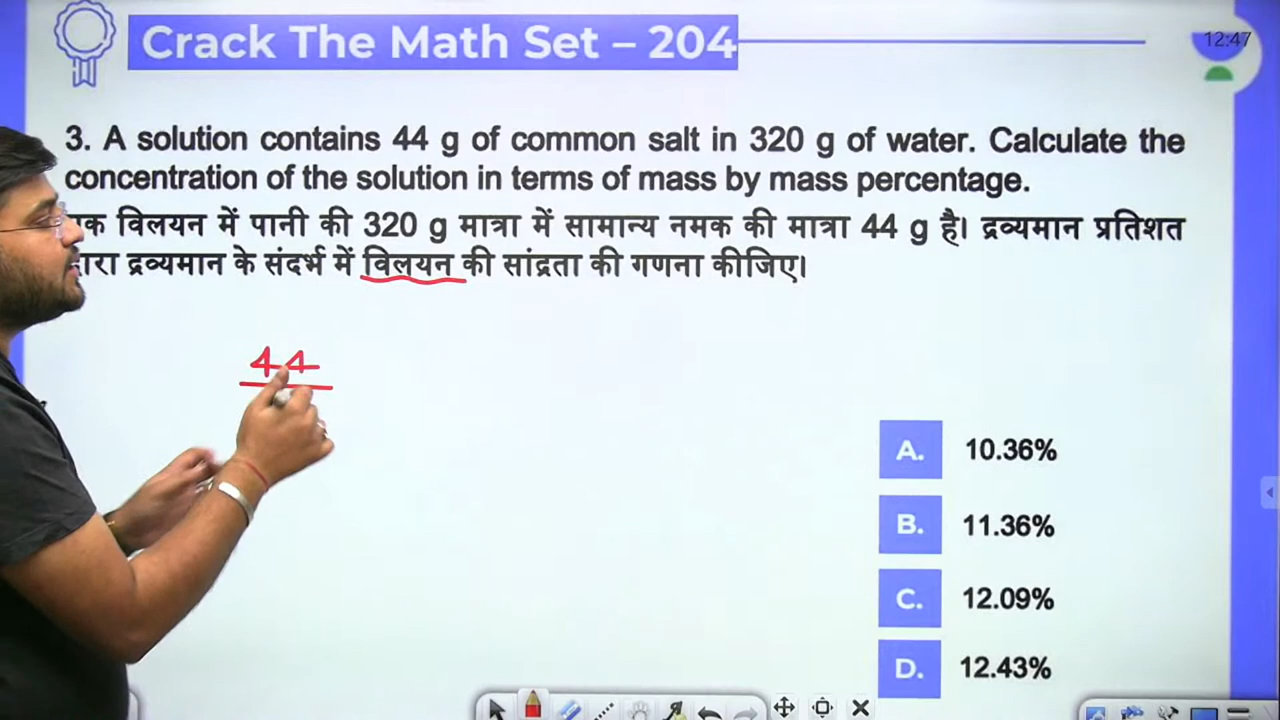 Crack The Math Set – 204
12:47
3. A solution contains 44 g of common salt in 320 g of water. Calculate the
concentration of the solution in terms of mass by mass percentage.
विलयन में पानी की 320 g मात्रा में सामान्य नमक की मात्रा 44 g है। द्रव्यमान प्रतिशत
द्रव्यमान के संदर्भ में विलयन की सांद्रता की गणना कीजिए।
44
A. 10.36%
B. 11.36%
C. 12.09%
D. 12.43%